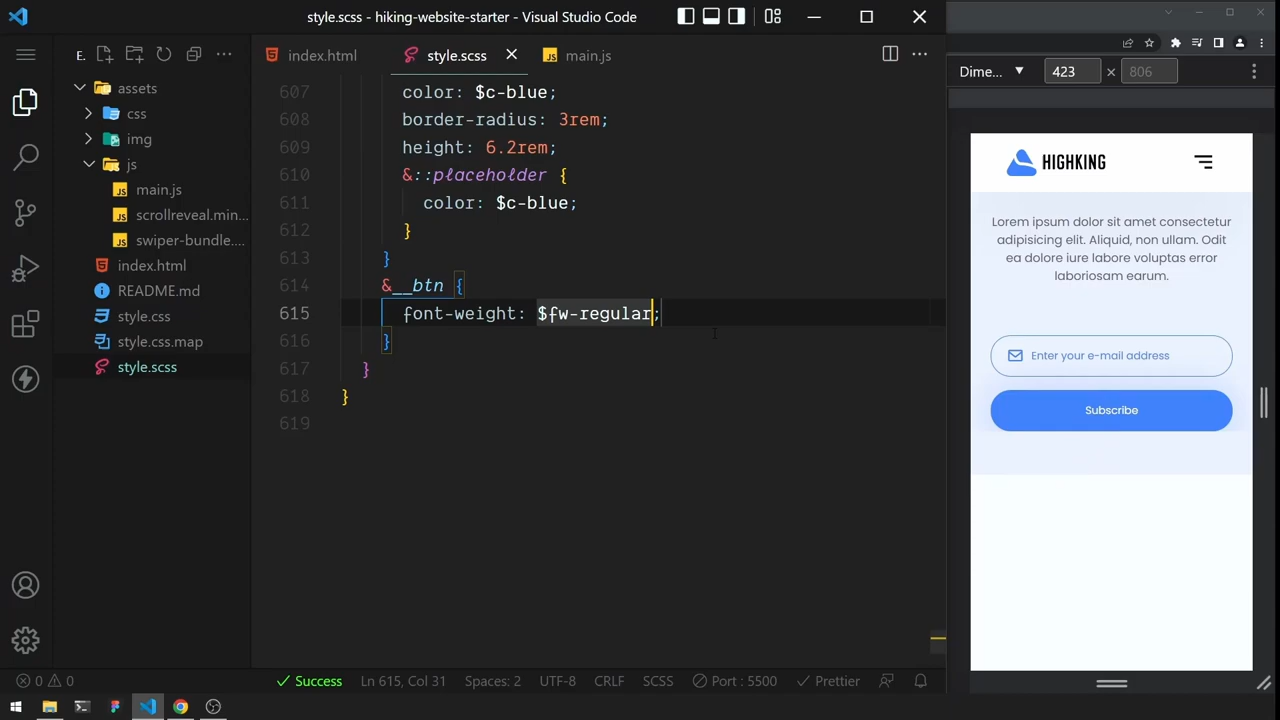 style.scss - hiking-website-starter - Visual Studio Code
E.
index.html
style.scss
main.js
assets
css
img
js
main.js
scrollreveal.min...
swiper-bundle....
index.html
README.md
style.css
style.css.map
style.scss
607 color: $c-blue;
608 border-radius: 3rem;
609 height: 6.2rem;
610 &::placeholder {
611 color: $c-blue;
612 }
613 }
614 &__btn {
615 font-weight: $fw-regular;
616 }
617 }
618 }
619
0 0
Success
Ln 615, Col 31
Spaces: 2
UTF-8
CRLF
SCSS
Port : 5500
Prettier
Dime...
423 × 806
HIGHKING
Lorem ipsum dolor sit amet consectetur
adipisicing elit. Aliquid, non ullam. Odit
ea dolore iure labore voluptas error
laboriosam earum.
Enter your e-mail address
Subscribe